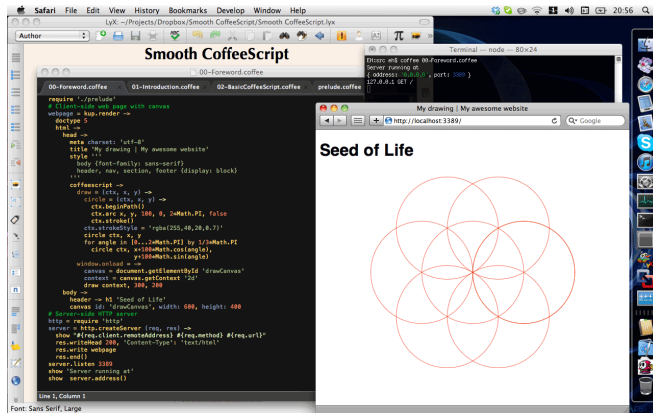 Safari File Edit View History Bookmarks Develop Window Help 20:56
LyX: ~/Projects/Dropbox/Smooth CoffeeScript/Smooth CoffeeScript.lyx
Author
Smooth CoffeeScript
Terminal — node — 80×24
EH:src eh$ coffee 00-Foreword.coffee
Server running at
{ address: '0.0.0.0', port: 3389 }
127.0.0.1 GET /
00-Foreword.coffee
00-Foreword.coffee 01-Introduction.coffee 02-BasicCoffeeScript.coffee prelude.coffee
require './prelude'
# Client-side web page with canvas
webpage = kup.render ->
doctype 5
html ->
head ->
meta charset: 'utf-8'
title 'My drawing | My awesome website'
style '''
body {font-family: sans-serif}
header, nav, section, footer {display: block}
'''
coffeescript ->
draw = (ctx, x, y) ->
circle = (ctx, x, y) ->
ctx.beginPath()
ctx.arc x, y, 100, 0, 2*Math.PI, false
ctx.stroke()
ctx.strokeStyle = 'rgba(255,40,20,0.7)'
circle ctx, x, y
for angle in [0...2*Math.PI] by 1/3*Math.PI
circle ctx, x+100*Math.cos(angle),
y+100*Math.sin(angle)
window.onload = ->
canvas = document.getElementById 'drawCanvas'
context = canvas.getContext '2d'
draw context, 300, 200
body ->
header -> h1 'Seed of Life'
canvas id: 'drawCanvas', width: 600, height: 400
# Server-side HTTP server
http = require 'http'
server = http.createServer (req, res) ->
show "#{req.client.remoteAddress} #{req.method} #{req.url}"
res.writeHead 200, 'Content-Type': 'text/html'
res.write webpage
res.end()
server.listen 3389
show 'Server running at'
show server.address()
Line 1, Column 1
Font: Sans Serif, Large
My drawing | My awesome website
http://localhost:3389/
Google
Seed of Life